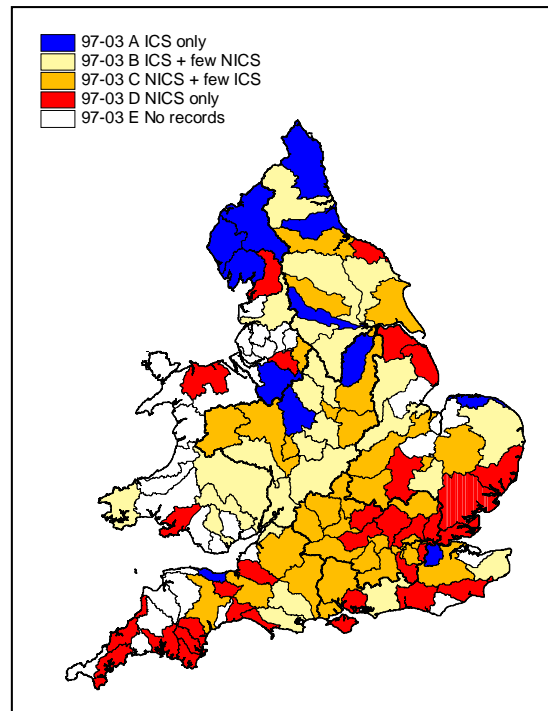 97-03 A ICS only
97-03 B ICS + few NICS
97-03 C NICS + few ICS
97-03 D NICS only
97-03 E No records